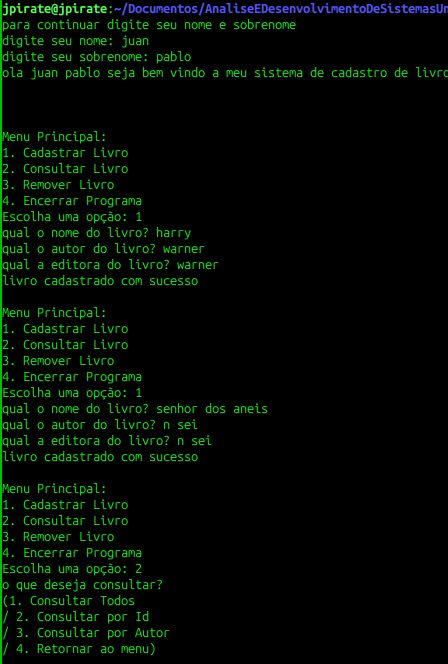 jpirate@jpirate:~/Documentos/AnaliseEDesenvolvimentoDeSistemasUn
para continuar digite seu nome e sobrenome
digite seu nome: juan
digite seu sobrenome: pablo
ola juan pablo seja bem vindo a meu sistema de cadastro de livro
Menu Principal:
1. Cadastrar Livro
2. Consultar Livro
3. Remover Livro
4. Encerrar Programa
Escolha uma opção: 1
qual o nome do livro? harry
qual o autor do livro? warner
qual a editora do livro? warner
livro cadastrado com sucesso
Menu Principal:
1. Cadastrar Livro
2. Consultar Livro
3. Remover Livro
4. Encerrar Programa
Escolha uma opção: 1
qual o nome do livro? senhor dos aneis
qual o autor do livro? n sei
qual a editora do livro? n sei
livro cadastrado com sucesso
Menu Principal:
1. Cadastrar Livro
2. Consultar Livro
3. Remover Livro
4. Encerrar Programa
Escolha uma opção: 2
o que deseja consultar?
(1. Consultar Todos
/ 2. Consultar por Id
/ 3. Consultar por Autor
/ 4. Retornar ao menu)